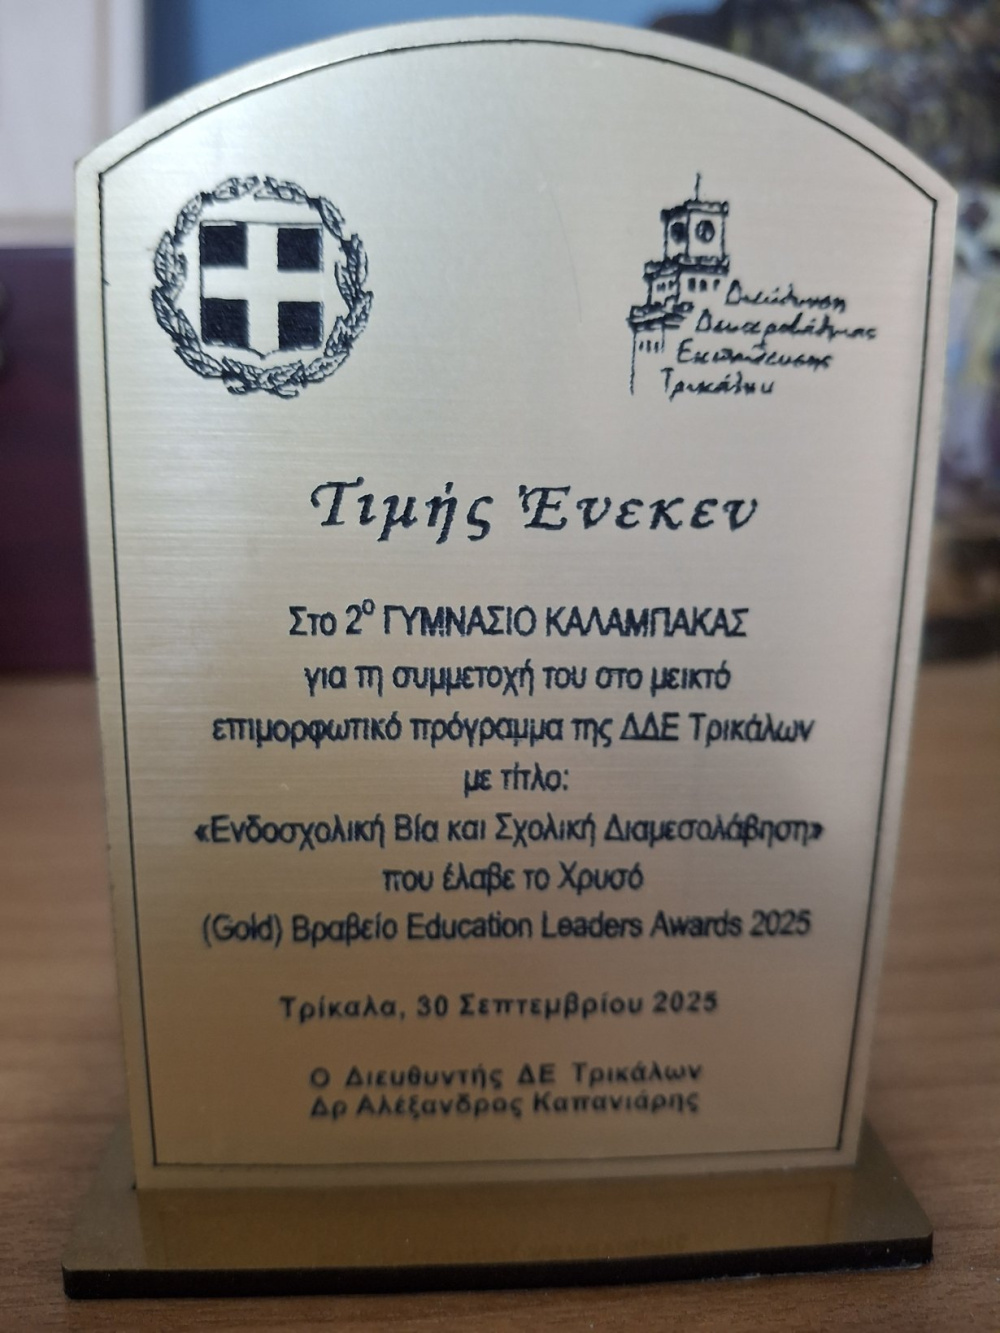 Διεύθυνση
Δευτεροβάθμιας
Εκπαίδευσης
Τρικάλων
Τιμής Ένεκεν
Στο 2ο ΓΥΜΝΑΣΙΟ ΚΑΛΑΜΠΑΚΑΣ
για τη συμμετοχή του στο μεικτό
επιμορφωτικό πρόγραμμα της ΔΔΕ Τρικάλων
με τίτλο:
«Ενδοσχολική Βία και Σχολική Διαμεσολάβηση»
που έλαβε το Χρυσό
(Gold) Βραβείο Education Leaders Awards 2025
Τρίκαλα, 30 Σεπτεμβρίου 2025
Ο Διευθυντής ΔΕ Τρικάλων
Δρ Αλέξανδρος Καπανιάρης